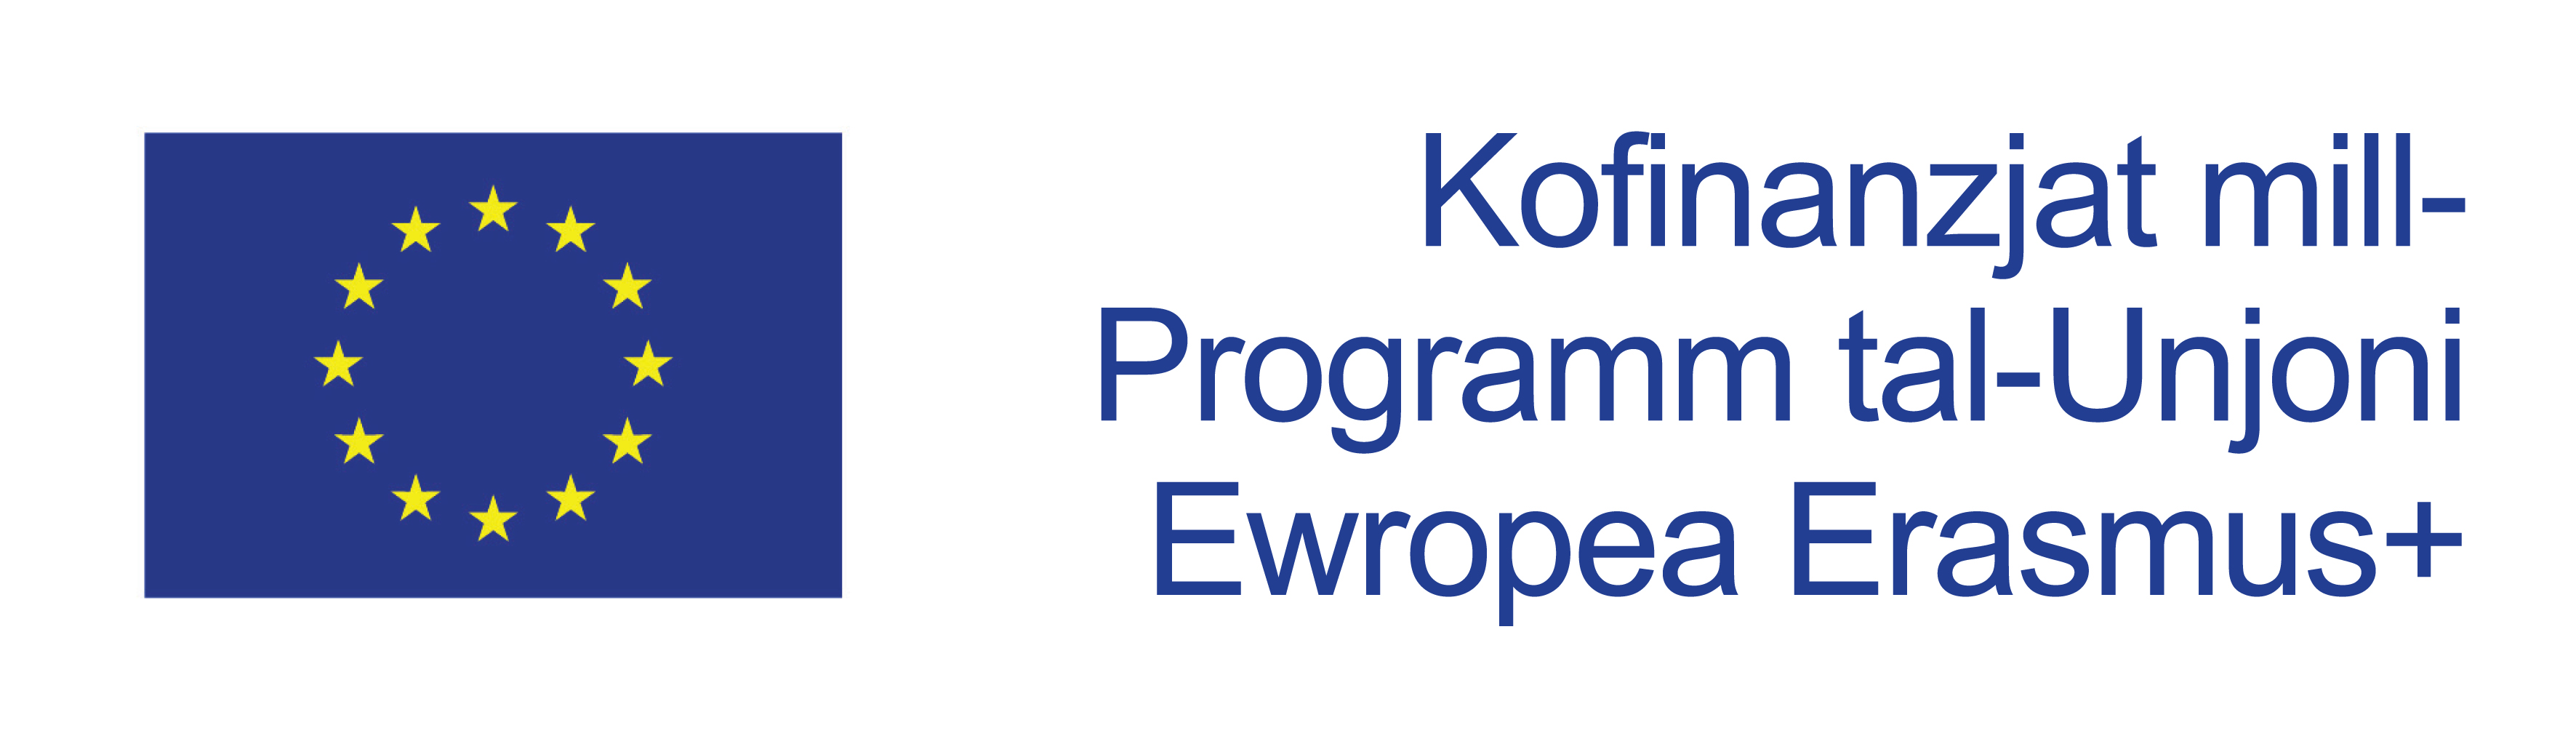 Kofinanzjat mill-
Programm tal-Unjoni
Ewropea Erasmus+